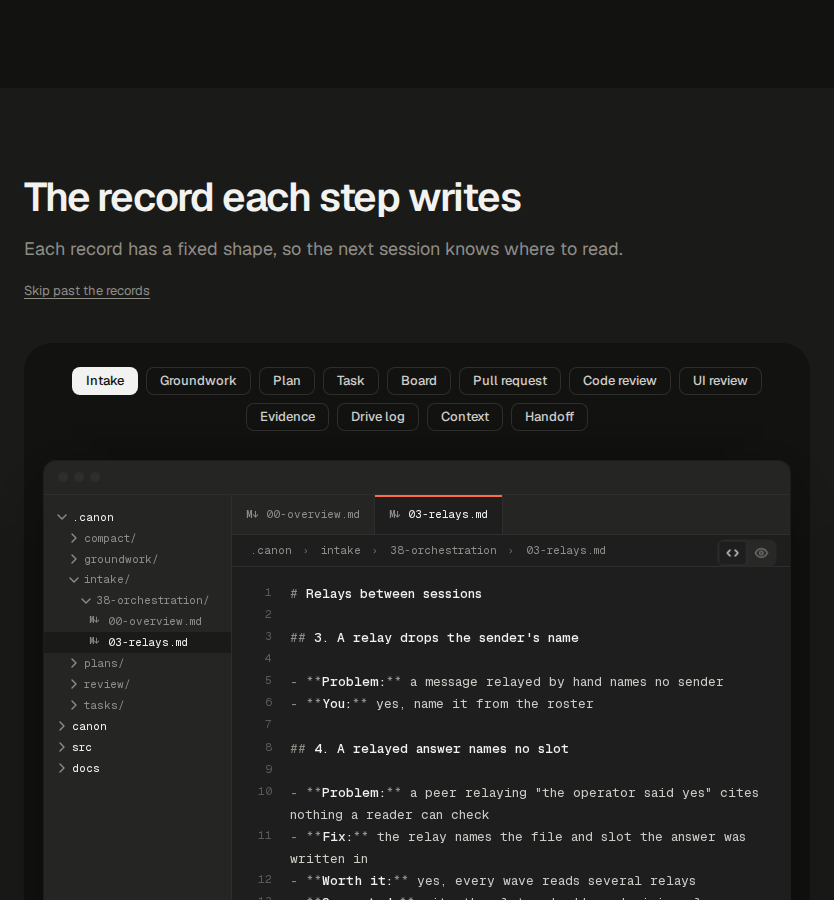 The record each step writes
Each record has a fixed shape, so the next session knows where to read.
Skip past the records
Intake Groundwork Plan Task Board Pull request Code review UI review
Evidence Drive log Context Handoff
M↓ 00-overview.md M↓ 03-relays.md
.canon › intake › 38-orchestration › 03-relays.md
.canon
compact/
groundwork/
intake/
38-orchestration/
M↓ 00-overview.md
M↓ 03-relays.md
plans/
review/
tasks/
canon
src
docs
1 # Relays between sessions
2
3 ## 3. A relay drops the sender's name
4
5 - **Problem:** a message relayed by hand names no sender
6 - **You:** yes, name it from the roster
7
8 ## 4. A relayed answer names no slot
9
10 - **Problem:** a peer relaying "the operator said yes" cites
nothing a reader can check
11 - **Fix:** the relay names the file and slot the answer was
written in
12 - **Worth it:** yes, every wave reads several relays